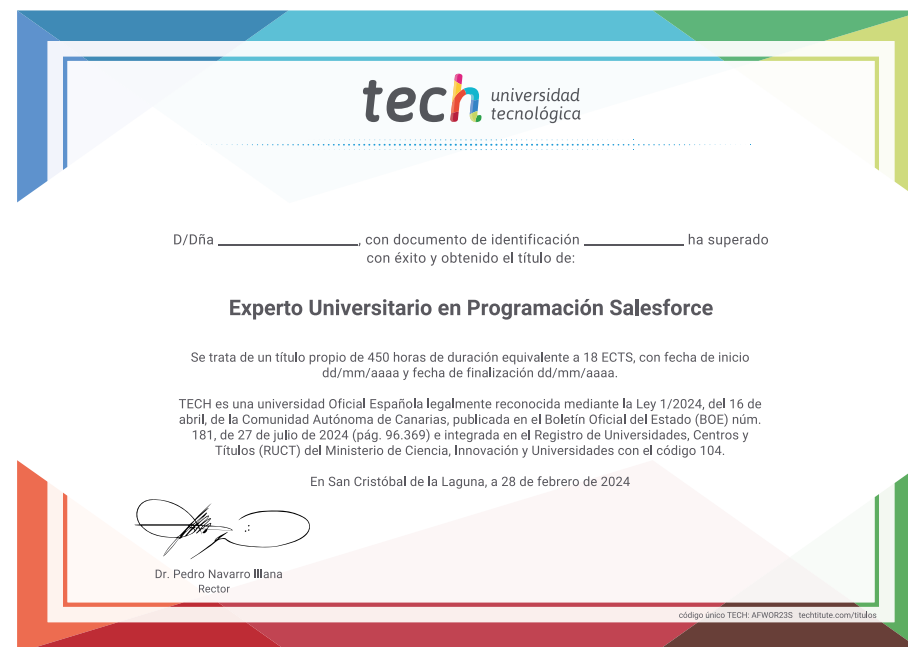 tech universidad
tecnológica
D/Dña ______________, con documento de identificación __________ ha superado
con éxito y obtenido el título de:
Experto Universitario en Programación Salesforce
Se trata de un título propio de 450 horas de duración equivalente a 18 ECTS, con fecha de inicio
dd/mm/aaaa y fecha de finalización dd/mm/aaaa.
TECH es una universidad Oficial Española legalmente reconocida mediante la Ley 1/2024, del 16 de
abril, de la Comunidad Autónoma de Canarias, publicada en el Boletín Oficial del Estado (BOE) núm.
181, de 27 de julio de 2024 (pág. 96.369) e integrada en el Registro de Universidades, Centros y
Títulos (RUCT) del Ministerio de Ciencia, Innovación y Universidades con el código 104.
En San Cristóbal de la Laguna, a 28 de febrero de 2024
Dr. Pedro Navarro Illana
Rector
código único TECH: AFWOR23S techtitute.com/titulos